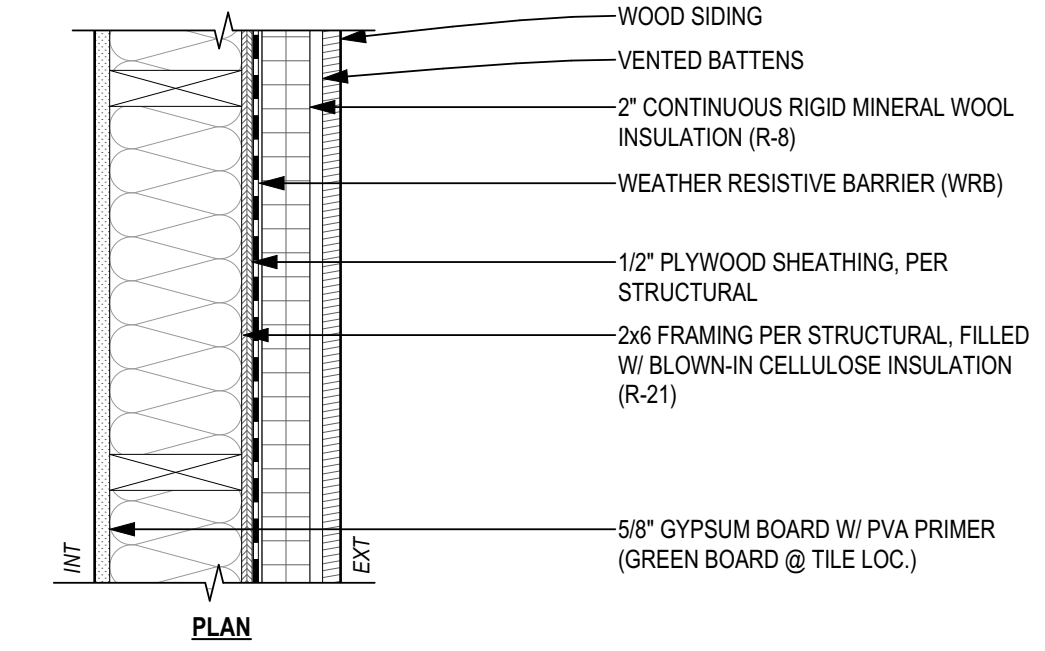 WOOD SIDING
VENTED BATTENS
2" CONTINUOUS RIGID MINERAL WOOL
INSULATION (R-8)
WEATHER RESISTIVE BARRIER (WRB)
1/2" PLYWOOD SHEATHING, PER
STRUCTURAL
2x6 FRAMING PER STRUCTURAL, FILLED
W/ BLOWN-IN CELLULOSE INSULATION
(R-21)
5/8" GYPSUM BOARD W/ PVA PRIMER
(GREEN BOARD @ TILE LOC.)
INT
EXT
PLAN